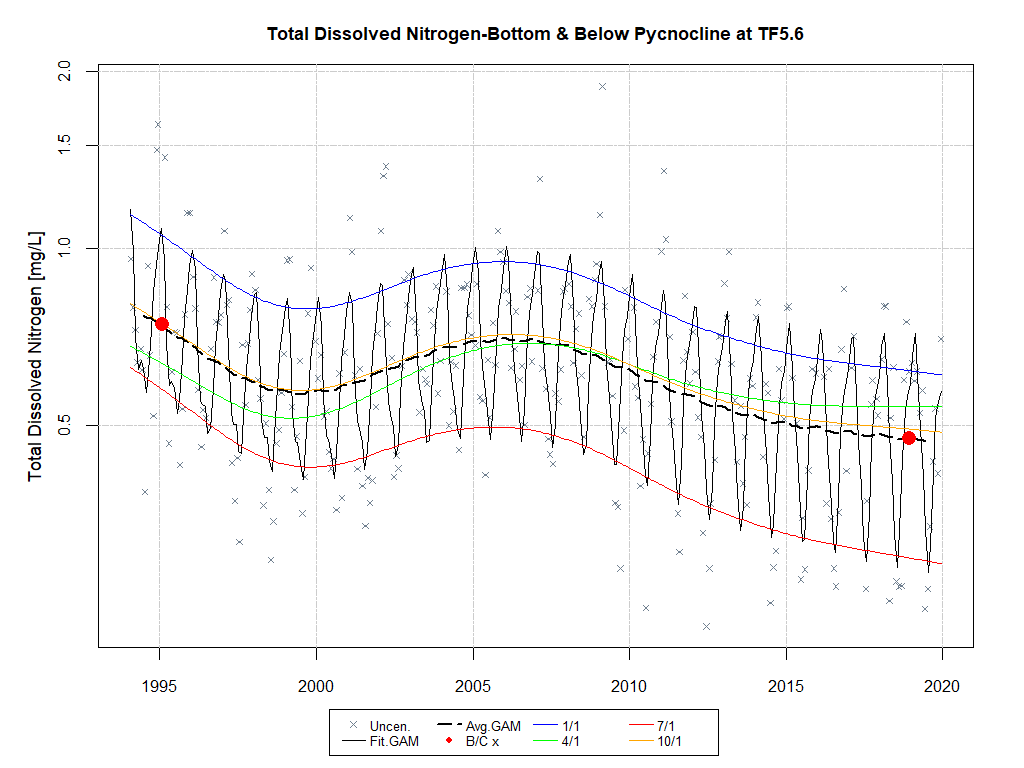 Total Dissolved Nitrogen-Bottom & Below Pycnocline at TF5.6
Total Dissolved Nitrogen [mg/L]
2.0
1.5
1.0
0.5
1995 2000 2005 2010 2015 2020
Uncen. Avg.GAM 1/1 7/1
Fit.GAM B/C x 4/1 10/1